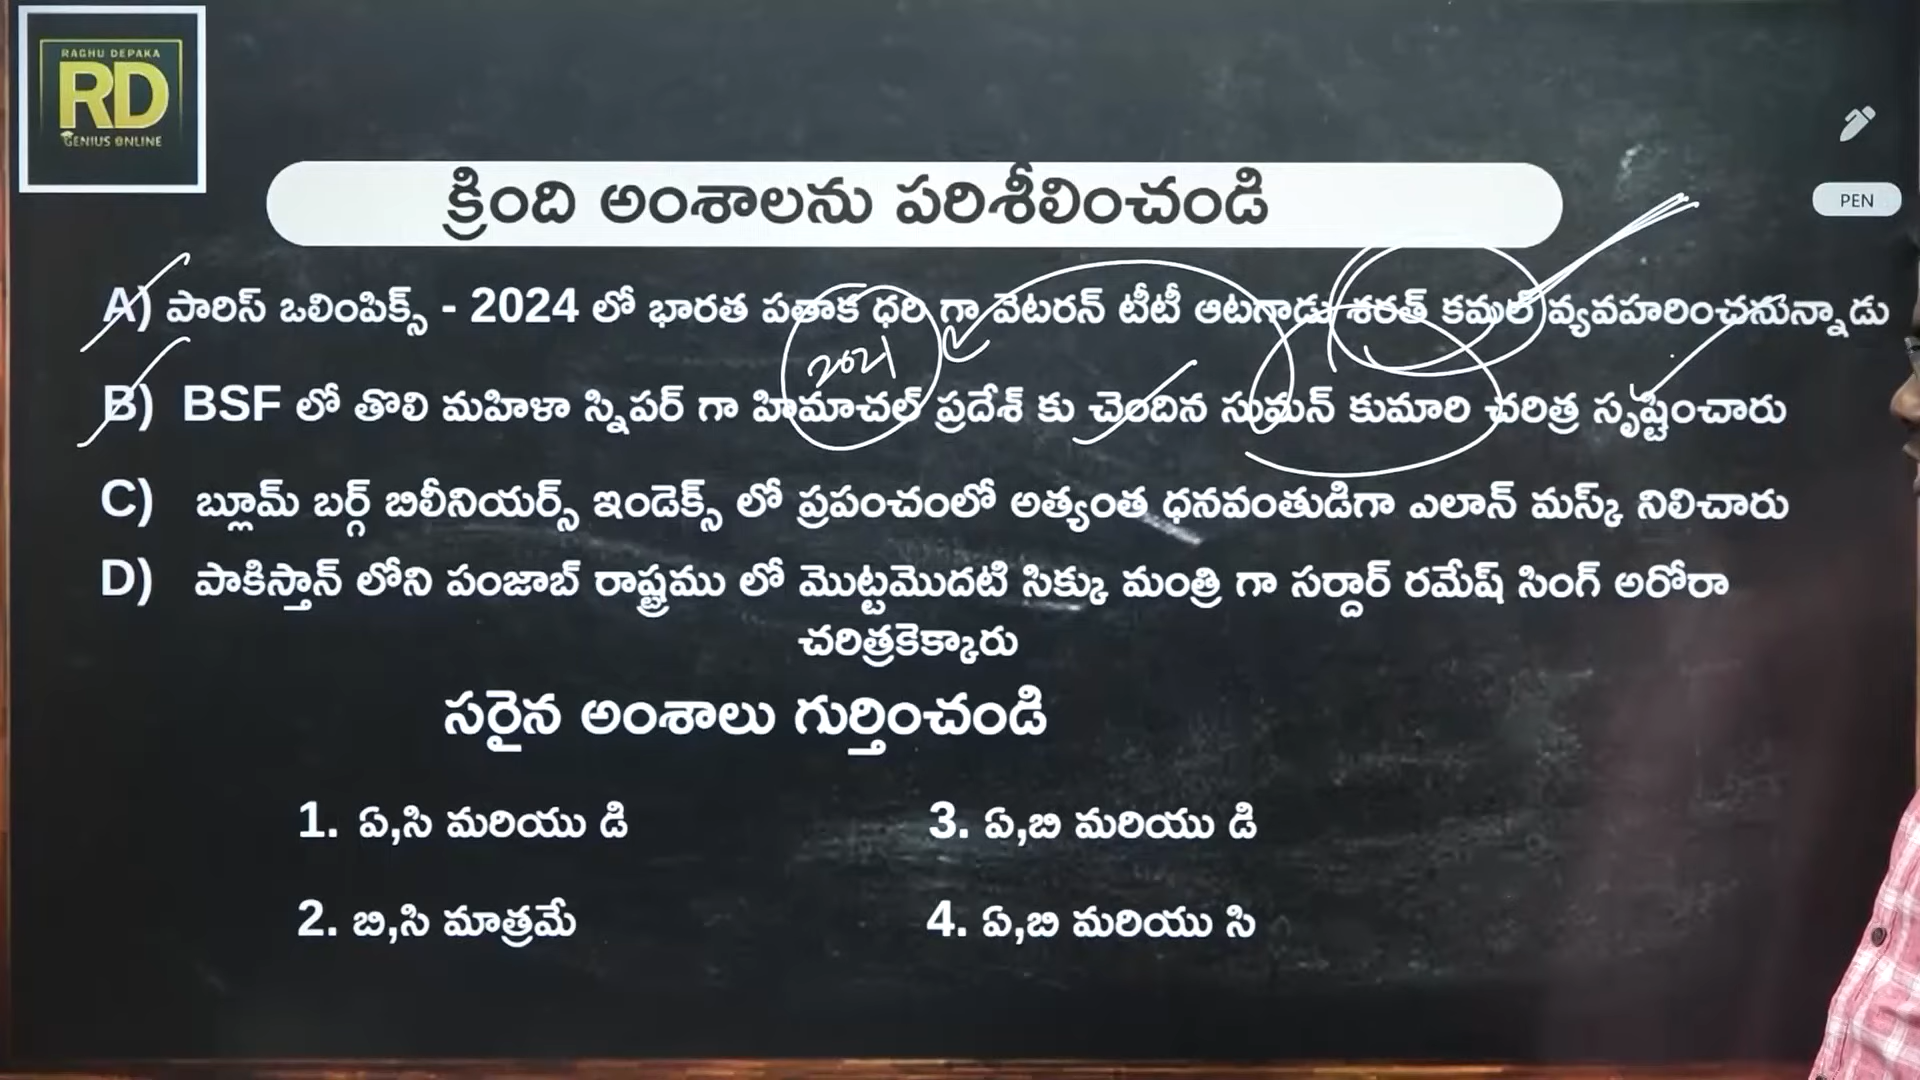 RAGHU DEPAKA
RD
GENIUS ONLINE
PEN
క్రింది అంశాలను పరిశీలించండి
A) పారిస్ ఒలింపిక్స్ - 2024 లో భారత పతాక ధరి గా వెటరన్ టీటీ ఆటగాడు శరత్ కమల్ వ్యవహరించనున్నాడు
2021
B) BSF లో తొలి మహిళా స్నిపర్ గా హిమాచల్ ప్రదేశ్ కు చెందిన సుమన్ కుమారి చరిత్ర సృష్టించారు
C) బ్లూమ్ బర్గ్ బిలీనియర్స్ ఇండెక్స్ లో ప్రపంచంలో అత్యంత ధనవంతుడిగా ఎలాన్ మస్క్ నిలిచారు
D) పాకిస్తాన్ లోని పంజాబ్ రాష్ట్రము లో మొట్టమొదటి సిక్కు మంత్రి గా సర్దార్ రమేష్ సింగ్ అరోరా
చరిత్రకెక్కారు
సరైన అంశాలు గుర్తించండి
1. ఏ,సి మరియు డి
3. ఏ,బి మరియు డి
2. బి,సి మాత్రమే
4. ఏ,బి మరియు సి